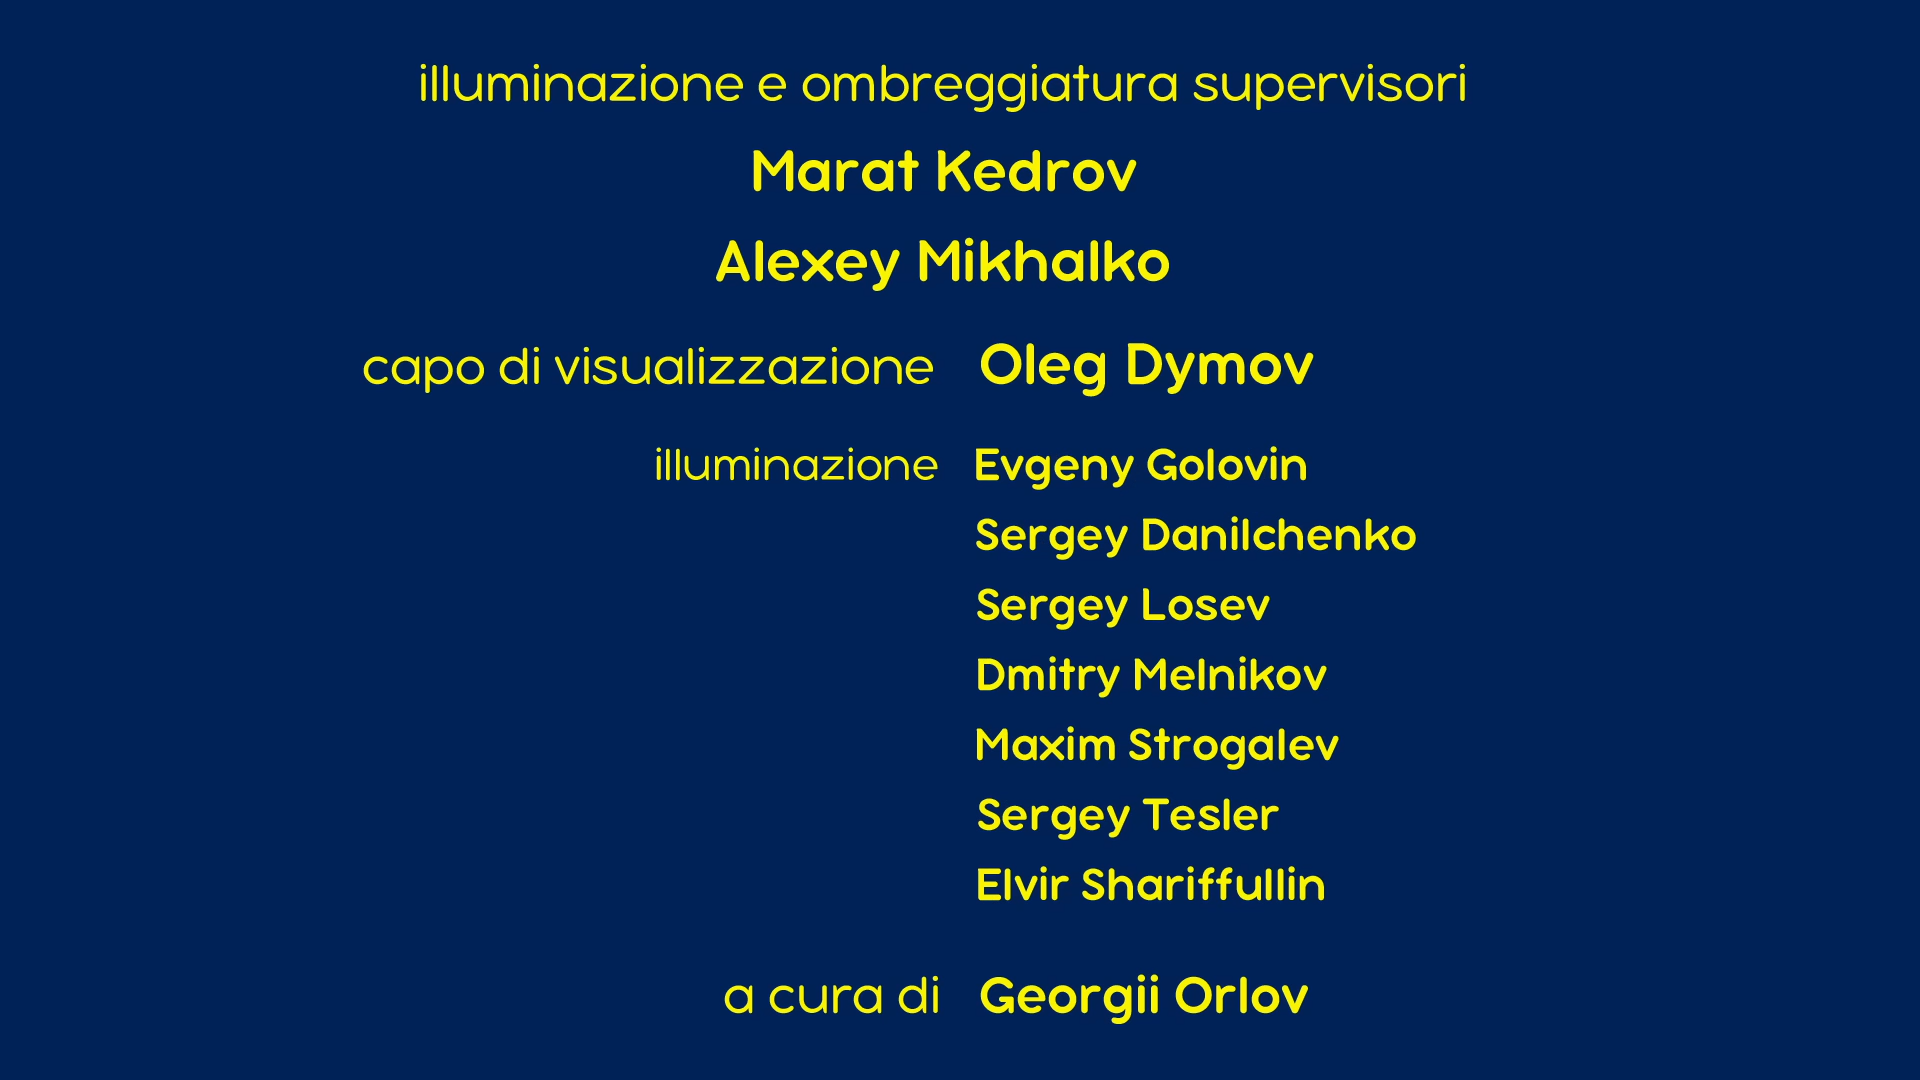 illuminazione e ombreggiatura supervisori
Marat Kedrov
Alexey Mikhalko
capo di visualizzazione Oleg Dymov
illuminazione Evgeny Golovin
Sergey Danilchenko
Sergey Losev
Dmitry Melnikov
Maxim Strogalev
Sergey Tesler
Elvir Shariffullin
a cura di Georgii Orlov